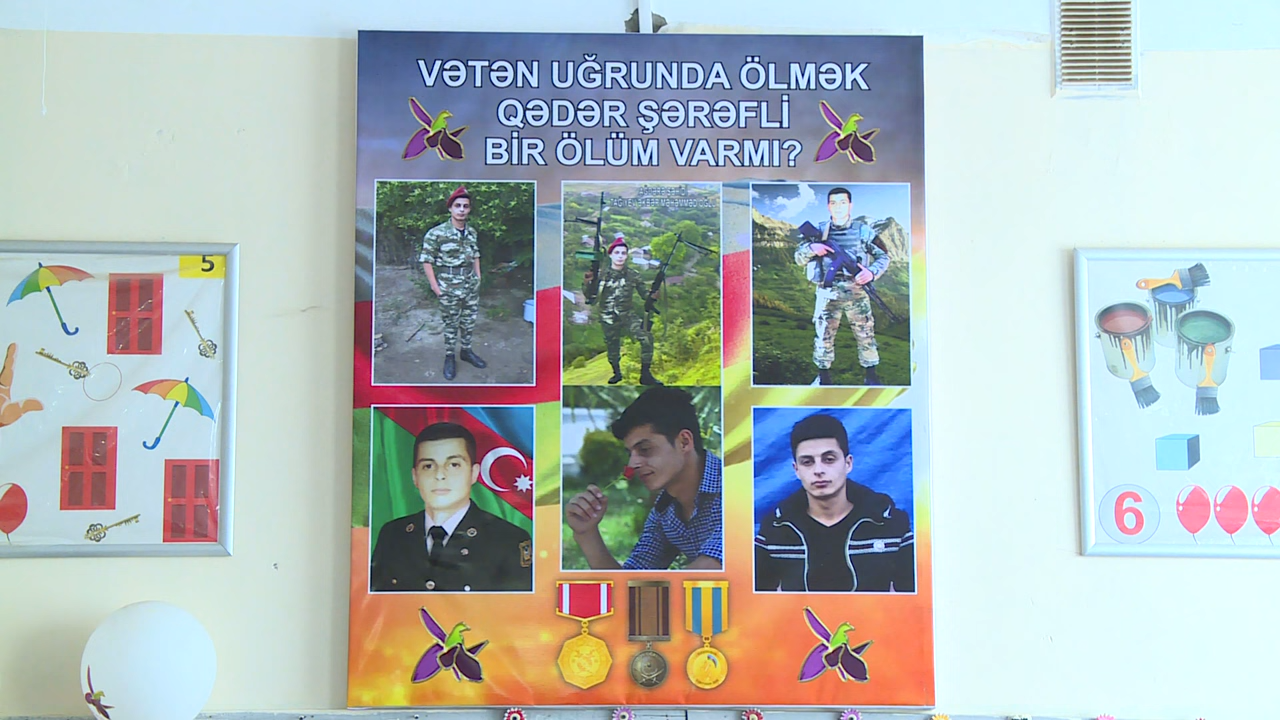 VƏTƏN UĞRUNDA ÖLMƏK
QƏDƏR ŞƏRƏFLİ
BİR ÖLÜM VARMI?
5
6